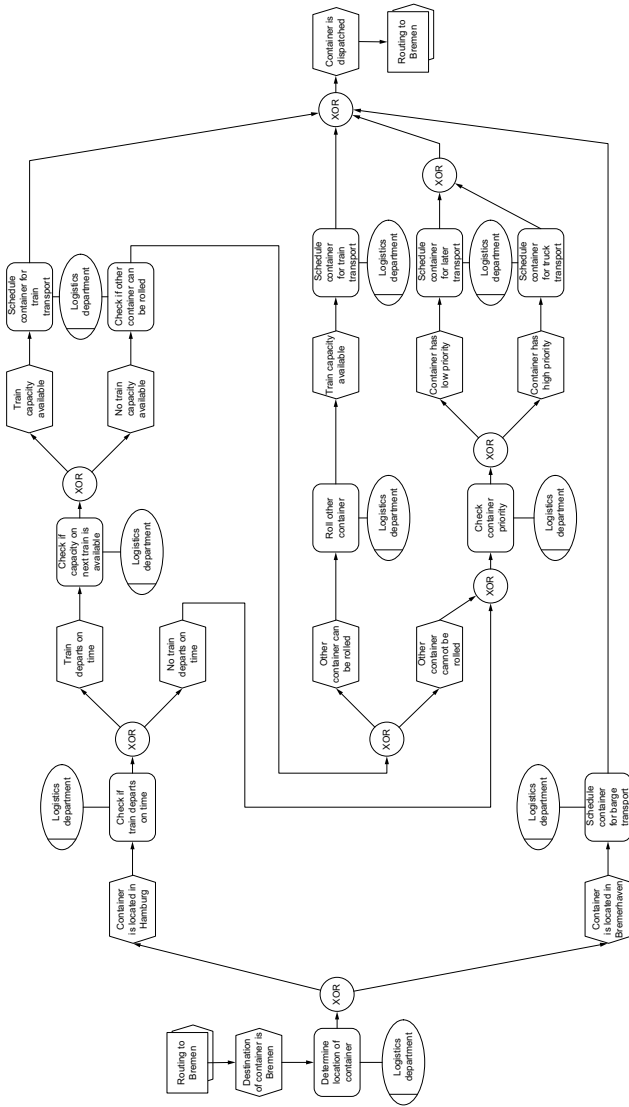 Routing to
Bremen
Destination
of container is
Bremen
Determine
location of
container
Logistics
department
XOR
Container
is located in
Hamburg
Check if
train departs
on time
Logistics
department
XOR
Train
departs on
time
No train
departs on
time
Check if
capacity on
next train is
available
Logistics
department
XOR
Train
capacity
available
No train
capacity
available
Schedule
container for
train
transport
Logistics
department
Check if other
container can
be rolled
XOR
Other
container can
be rolled
Other
container
cannot be
rolled
Roll other
container
Logistics
department
Train capacity
available
Schedule
container
for train
transport
Logistics
department
XOR
Check
container
priority
Logistics
department
XOR
Container has
low priority
Container has
high priority
Schedule
container
for later
transport
Logistics
department
Schedule
container
for truck
transport
XOR
Container
is located in
Bremerhaven
Schedule
container
for barge
transport
Logistics
department
XOR
Container is
dispatched
Routing to
Bremen